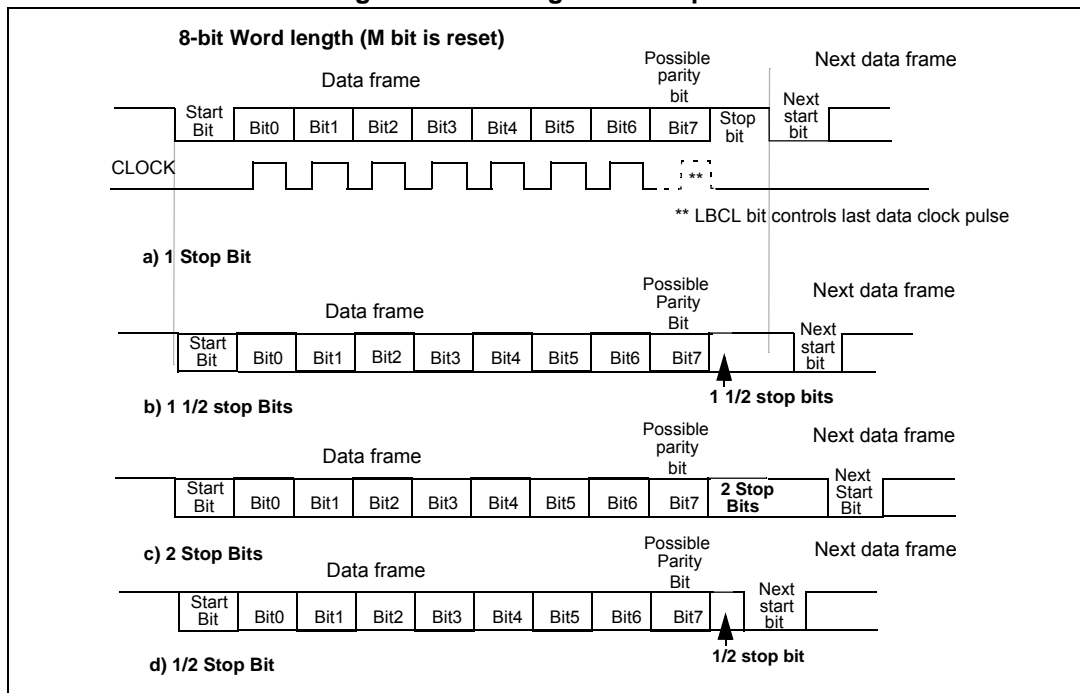 8-bit Word length (M bit is reset)
Data frame
Possible
parity
bit
Next data frame
Start
Bit
Bit0
Bit1
Bit2
Bit3
Bit4
Bit5
Bit6
Bit7
Stop
bit
Next
start
bit
CLOCK
**
** LBCL bit controls last data clock pulse
a) 1 Stop Bit
Data frame
Possible
Parity
Bit
Next data frame
Start
Bit
Bit0
Bit1
Bit2
Bit3
Bit4
Bit5
Bit6
Bit7
Next
start
bit
1 1/2 stop bits
b) 1 1/2 stop Bits
Data frame
Possible
parity
bit
Next data frame
Start
Bit
Bit0
Bit1
Bit2
Bit3
Bit4
Bit5
Bit6
Bit7
2 Stop
Bits
Next
Start
Bit
c) 2 Stop Bits
Data frame
Possible
Parity
Bit
Next data frame
Start
Bit
Bit0
Bit1
Bit2
Bit3
Bit4
Bit5
Bit6
Bit7
Next
start
bit
1/2 stop bit
d) 1/2 Stop Bit